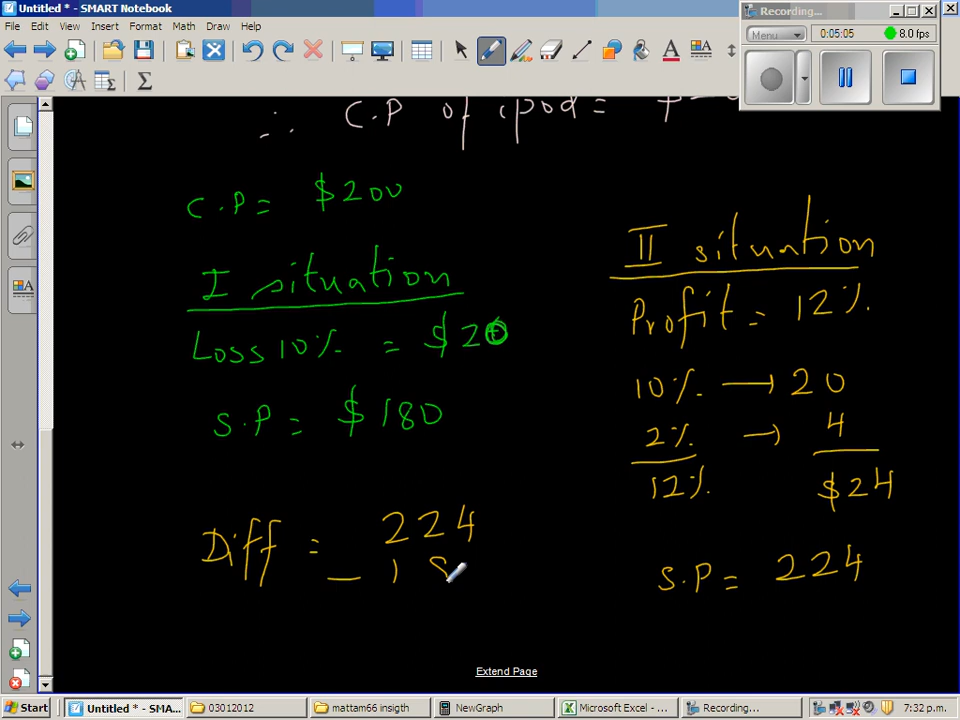 Untitled * - SMART Notebook
File Edit View Insert Format Math Draw Help
Recording...
Menu 0:05:05 8.0 fps
∴ C.P of ipod =
C.P = $200
I situation
Loss 10% = $20
S.P = $180
II situation
Profit = 12%
10% → 20
2% → 4
12% $24
S.P = 224
Diff = 224
– 18
Extend Page
Start Untitled * - SMA... 03012012 mattam66 insigth NewGraph Microsoft Excel - ... Recording... 7:32 p.m.